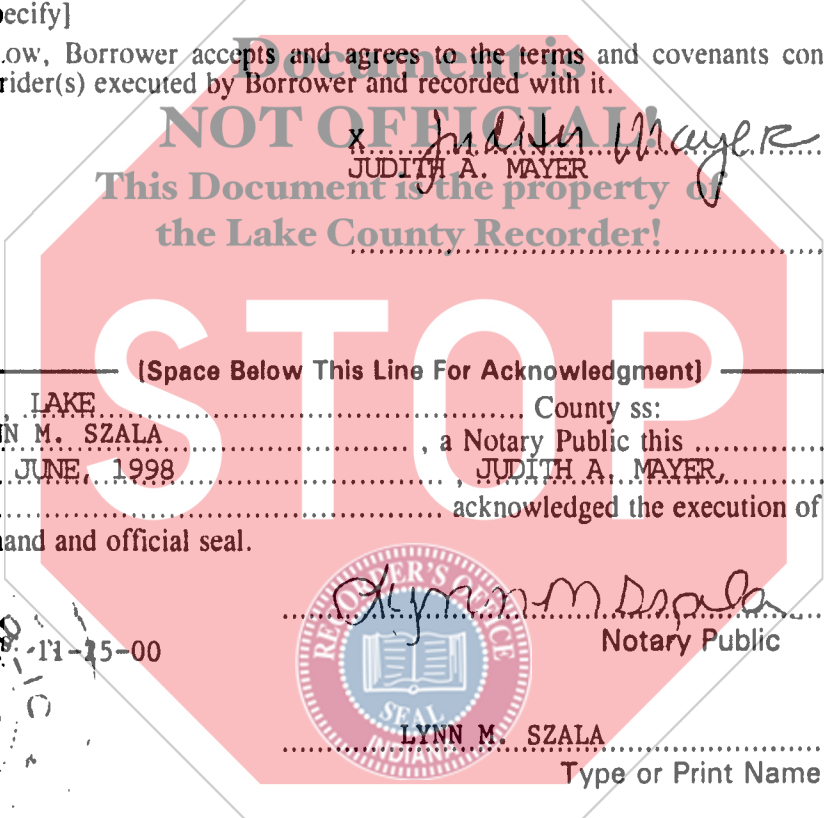 ecify]
ow, Borrower accepts and agrees to the terms and covenants con
Document is
rider(s) executed by Borrower and recorded with it.
NOT OFFICIAL!
x Judith Mayer
JUDITH A. MAYER
This Document is the property of
the Lake County Recorder!
STOP
[Space Below This Line For Acknowledgment]
, LAKE County ss:
N M. SZALA , a Notary Public this
JUNE, 1998 , JUDITH A. MAYER,
acknowledged the execution of
and and official seal.
Lynn M Szala
Notary Public
11-25-00
RECORDER'S OFFICE
SEAL
INDIANA
LYNN M. SZALA
Type or Print Name